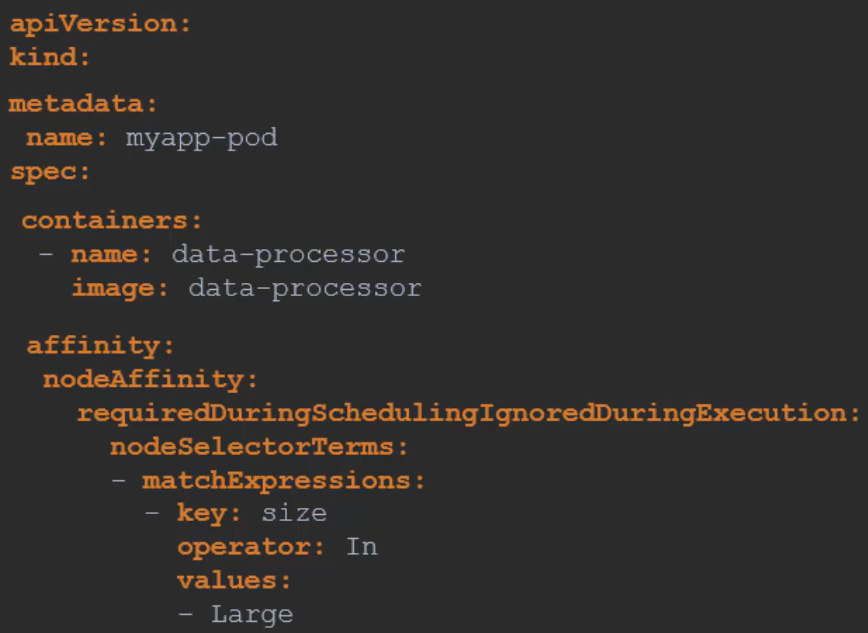 apiVersion:
kind:
metadata:
name: myapp-pod
spec:
containers:
- name: data-processor
image: data-processor
affinity:
nodeAffinity:
requiredDuringSchedulingIgnoredDuringExecution:
nodeSelectorTerms:
- matchExpressions:
- key: size
operator: In
values:
- Large